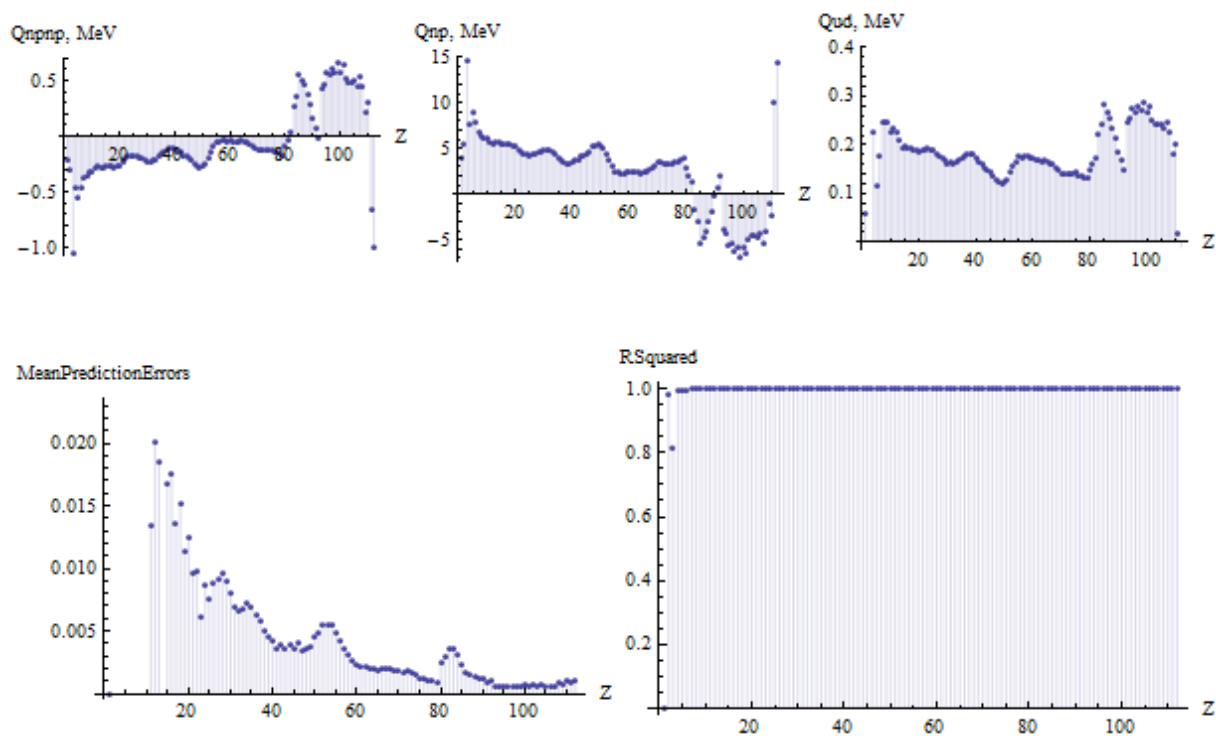 Qnpnp, MeV
0.5
-0.5
-1.0
20 40 60 80 100
Z
Qnp, MeV
15
10
5
-5
20 40 60 80 100
Z
Qud, MeV
0.4
0.3
0.2
0.1
20 40 60 80 100
Z
MeanPredictionErrors
0.020
0.015
0.010
0.005
20 40 60 80 100
Z
RSquared
1.0
0.8
0.6
0.4
0.2
20 40 60 80 100
Z